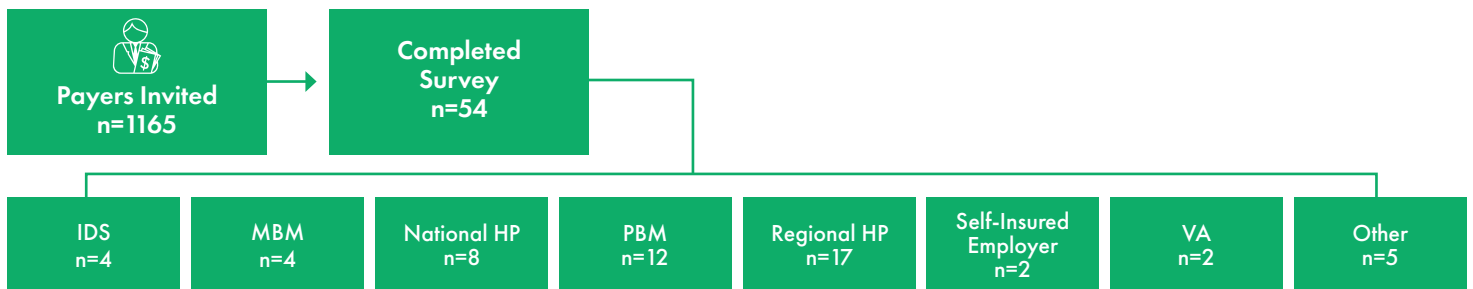 $
Payers Invited
n=1165
Completed
Survey
n=54
IDS
n=4
MBM
n=4
National HP
n=8
PBM
n=12
Regional HP
n=17
Self-Insured
Employer
n=2
VA
n=2
Other
n=5